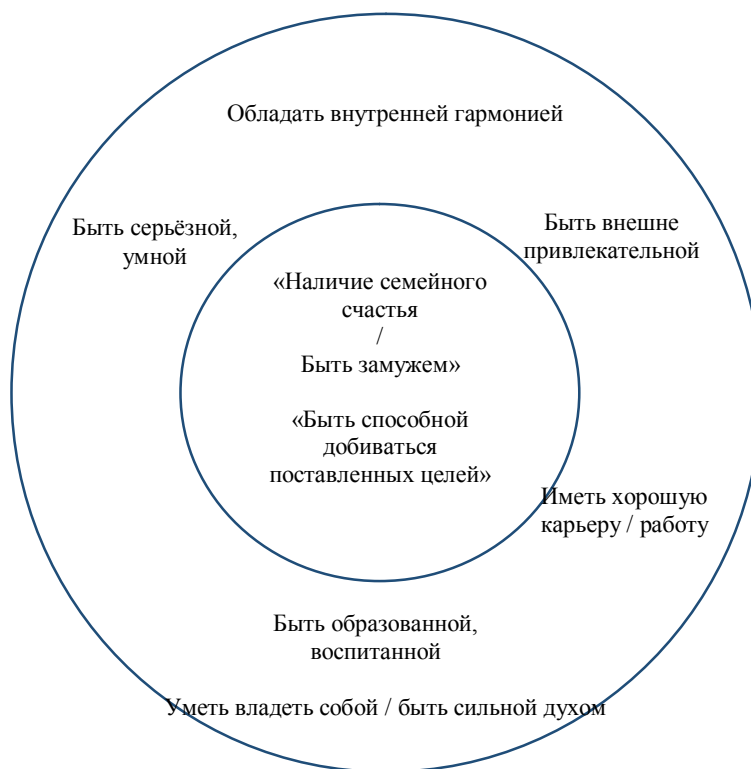 Обладать внутренней гармонией
Быть серьёзной,
умной
Быть внешне
привлекательной
«Наличие семейного
счастья
/
Быть замужем»
«Быть способной
добиваться
поставленных целей»
Иметь хорошую
карьеру / работу
Быть образованной,
воспитанной
Уметь владеть собой / быть сильной духом